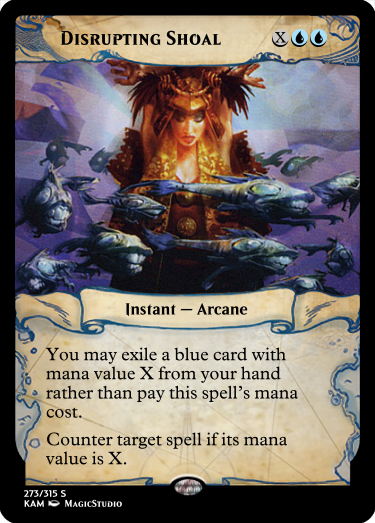 Disrupting Shoal X
Instant — Arcane
You may exile a blue card with
mana value X from your hand
rather than pay this spell's mana
cost.
Counter target spell if its mana
value is X.
273/315 S
KAM MagicStudio